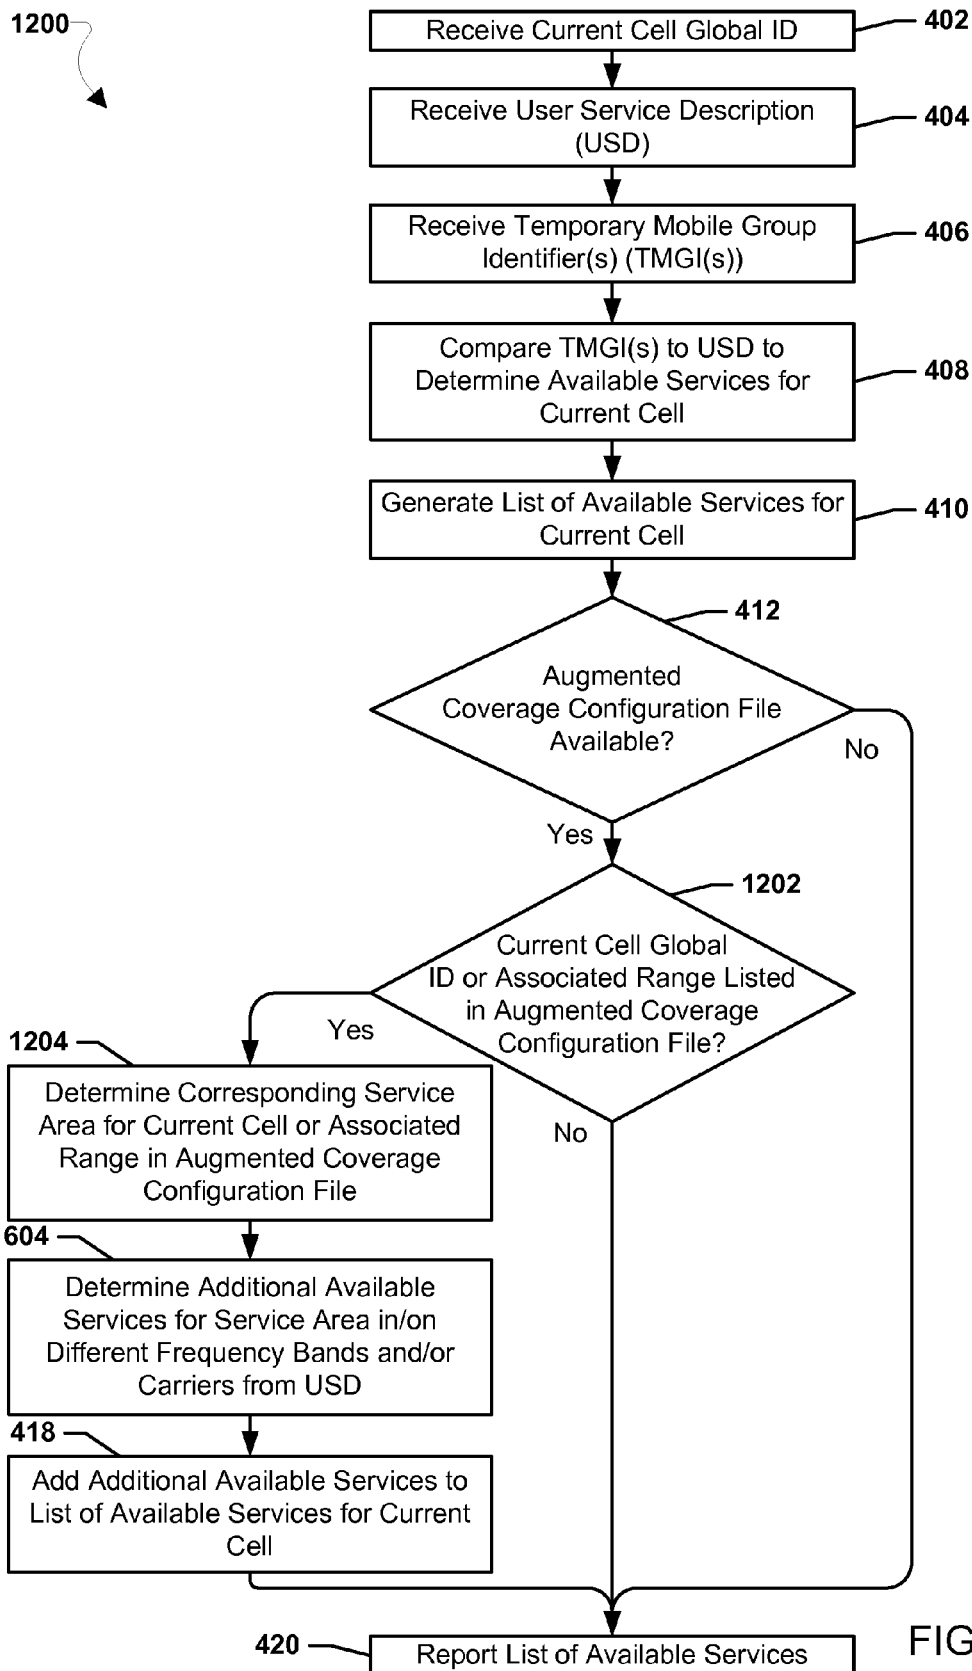 1200
Receive Current Cell Global ID
402
Receive User Service Description
(USD)
404
Receive Temporary Mobile Group
Identifier(s) (TMGI(s))
406
Compare TMGI(s) to USD to
Determine Available Services for
Current Cell
408
Generate List of Available Services for
Current Cell
410
412
Augmented
Coverage Configuration File
Available?
No
Yes
1202
Current Cell Global
ID or Associated Range Listed
in Augmented Coverage
Configuration File?
Yes
No
1204
Determine Corresponding Service
Area for Current Cell or Associated
Range in Augmented Coverage
Configuration File
604
Determine Additional Available
Services for Service Area in/on
Different Frequency Bands and/or
Carriers from USD
418
Add Additional Available Services to
List of Available Services for Current
Cell
420
Report List of Available Services
FIG